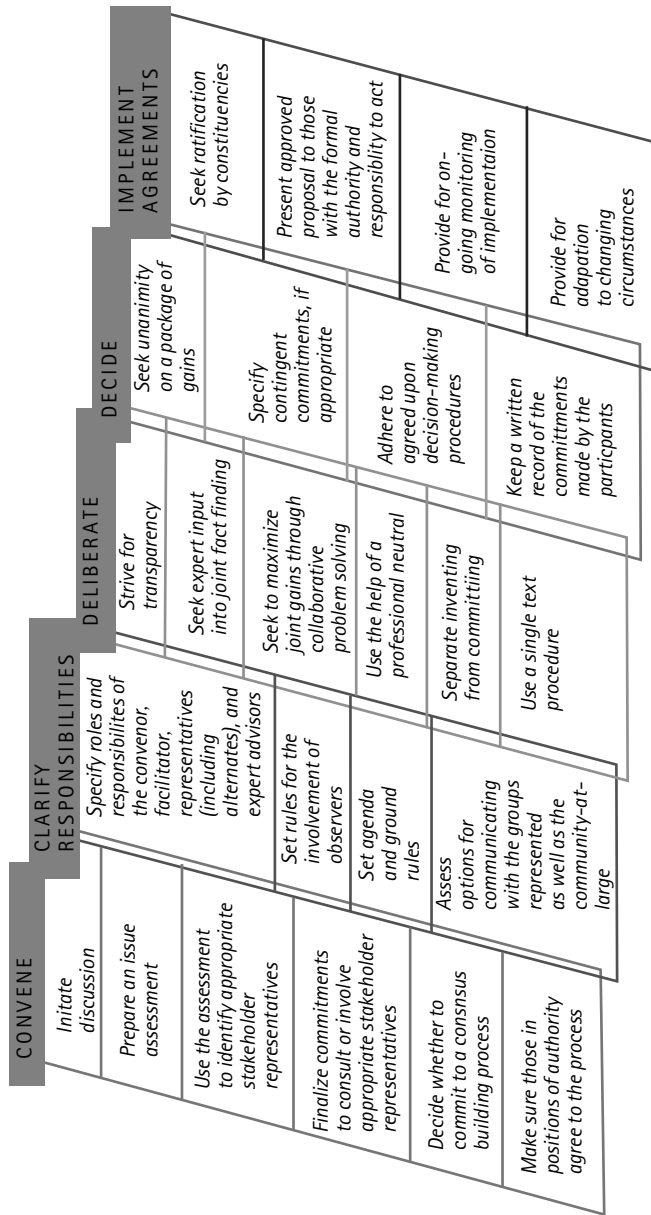 CONVENE
Initate
discussion
Prepare an issue
assessment
Use the assessment
to identify appropriate
stakeholder
representatives
Finalize commitments
to consult or involve
appropriate stakeholder
representatives
Decide whether to
commit to a consnsus
building process
Make sure those in
positions of authority
agree to the process
CLARIFY
RESPONSIBILITIES
Specify roles and
responsibilites of
the convenor,
facilitator,
representatives
(including
alternates), and
expert advisors
Set rules for the
involvement of
observers
Set agenda
and ground
rules
Assess
options for
communicating
with the groups
represented
as well as the
community-at-
large
DELIBERATE
Strive for
transparency
Seek expert input
into joint fact finding
Seek to maximize
joint gains through
collaborative
problem solving
Use the help of a
professional neutral
Separate inventing
from committiing
Use a single text
procedure
DECIDE
Seek unanimity
on a package of
gains
Specify
contingent
commitments, if
appropriate
Adhere to
agreed upon
decision-making
procedures
Keep a written
record of the
committments
made by the
particpants
IMPLEMENT
AGREEMENTS
Seek ratification
by constituencies
Present approved
proposal to those
with the formal
authority and
responsiblity to act
Provide for on-
going monitoring
of implementaion
Provide for
adapation
to changing
circumstances